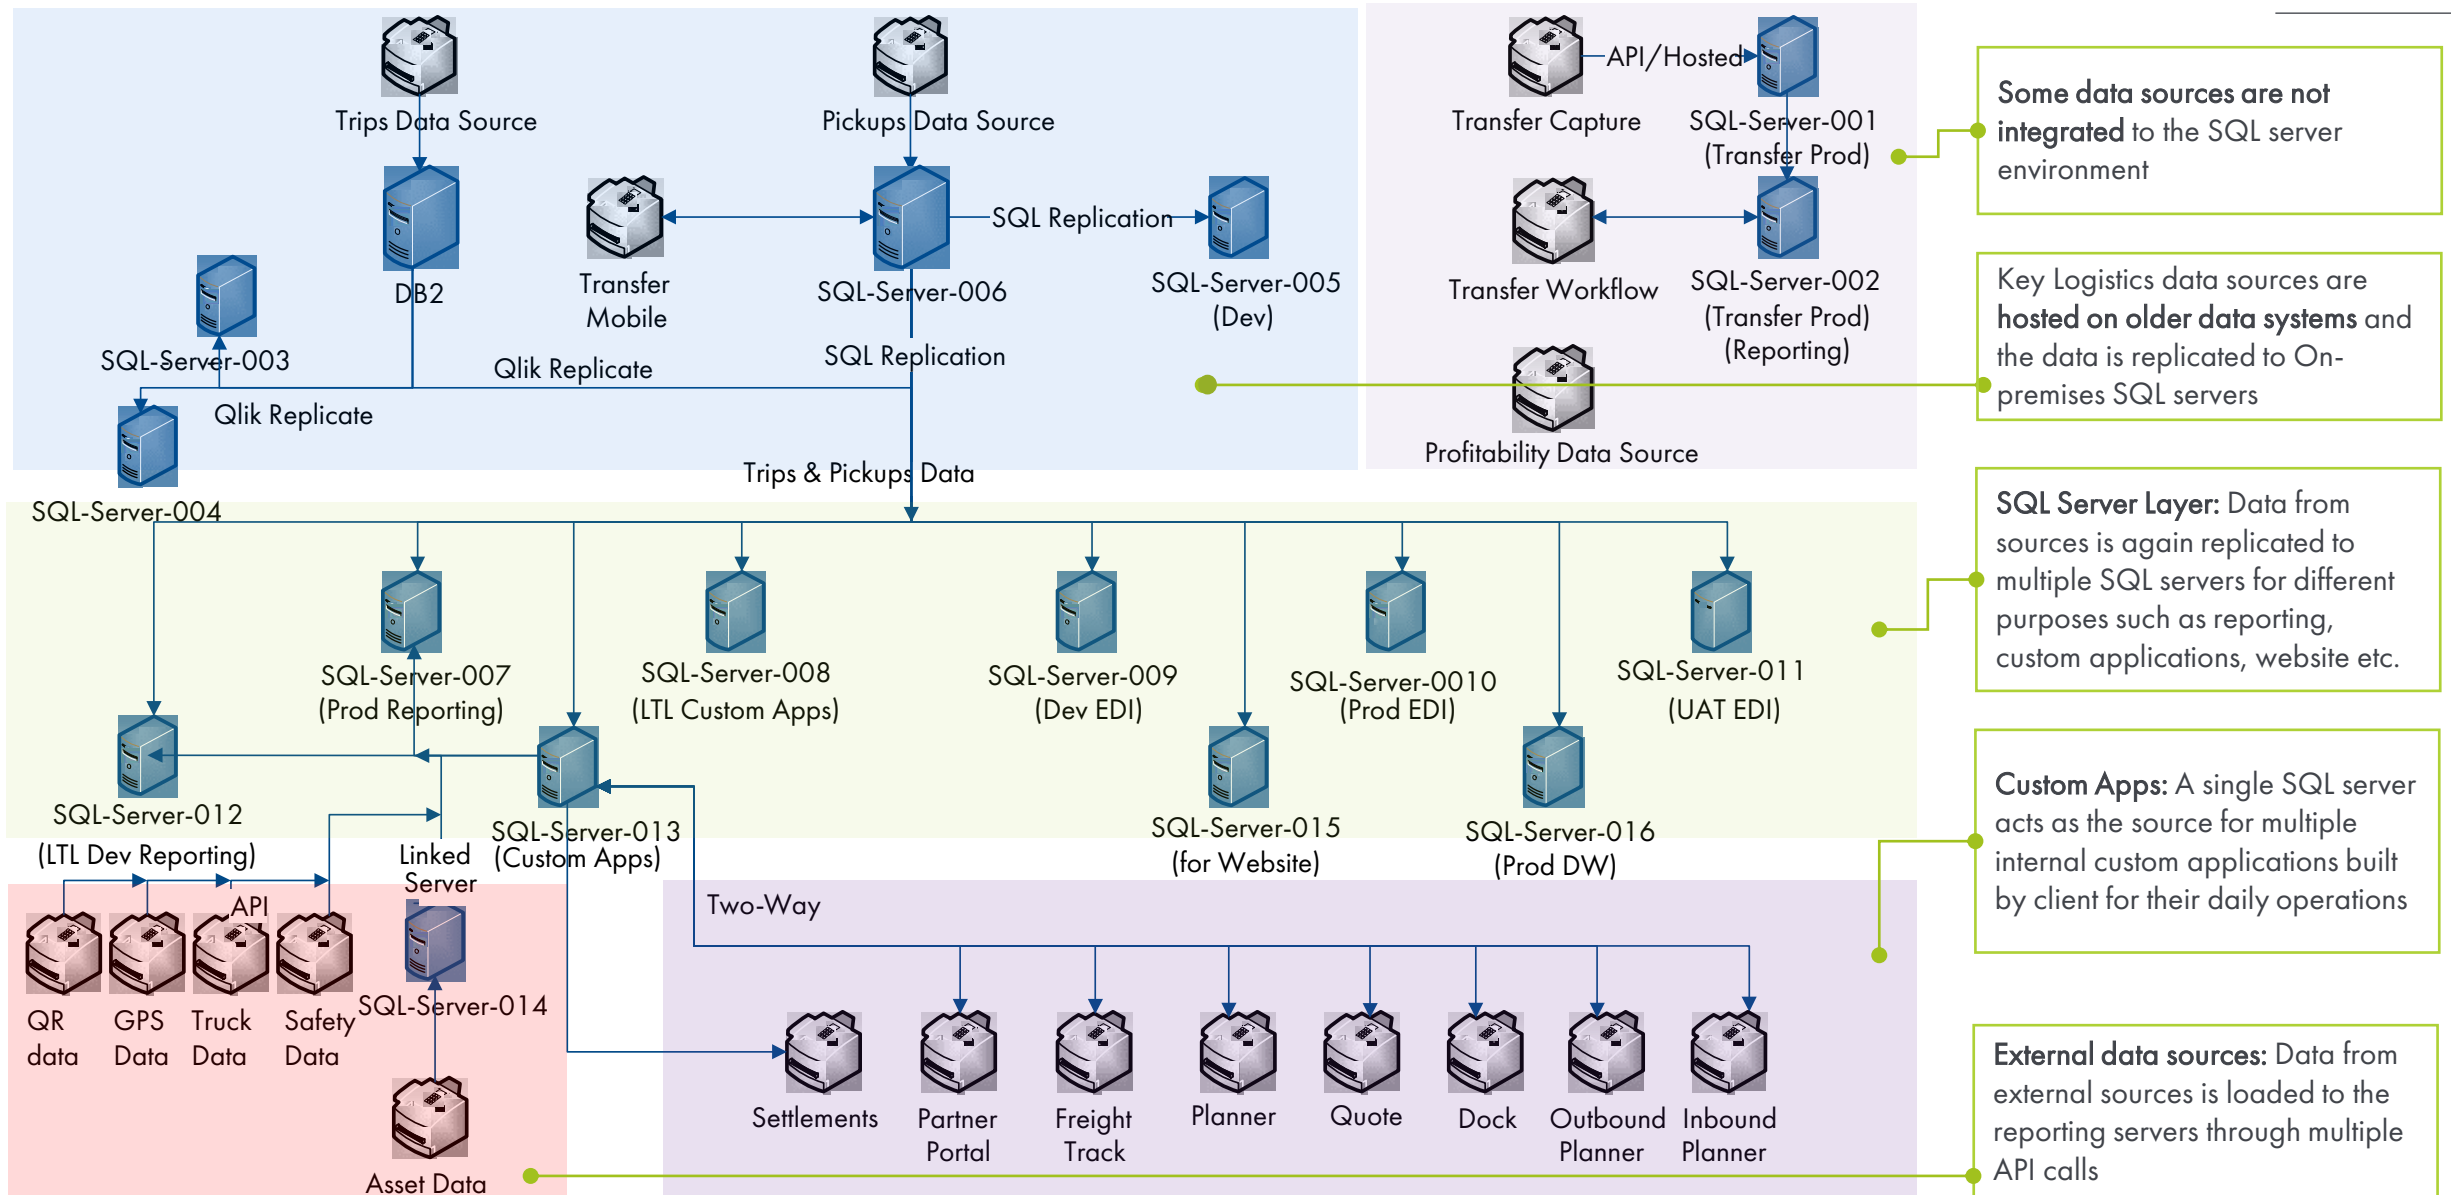 Trips Data Source
Pickups Data Source
API/Hosted
Transfer Capture
SQL-Server-001
(Transfer Prod)
SQL Replication
DB2
Transfer
Mobile
SQL-Server-006
SQL-Server-005
(Dev)
Transfer Workflow
SQL-Server-002
(Transfer Prod)
(Reporting)
SQL-Server-003
Qlik Replicate
SQL Replication
Qlik Replicate
Profitability Data Source
SQL-Server-004
Trips & Pickups Data
SQL-Server-007
(Prod Reporting)
SQL-Server-008
(LTL Custom Apps)
SQL-Server-009
(Dev EDI)
SQL-Server-0010
(Prod EDI)
SQL-Server-011
(UAT EDI)
SQL-Server-012
(LTL Dev Reporting)
SQL-Server-013
(Custom Apps)
SQL-Server-015
(for Website)
SQL-Server-016
(Prod DW)
Linked
Server
API
SQL-Server-014
QR
data
GPS
Data
Truck
Data
Safety
Data
Asset Data
Two-Way
Settlements
Partner
Portal
Freight
Track
Planner
Quote
Dock
Outbound
Planner
Inbound
Planner
Some data sources are not
integrated to the SQL server
environment
Key Logistics data sources are
hosted on older data systems and
the data is replicated to On-
premises SQL servers
SQL Server Layer: Data from
sources is again replicated to
multiple SQL servers for different
purposes such as reporting,
custom applications, website etc.
Custom Apps: A single SQL server
acts as the source for multiple
internal custom applications built
by client for their daily operations
External data sources: Data from
external sources is loaded to the
reporting servers through multiple
API calls